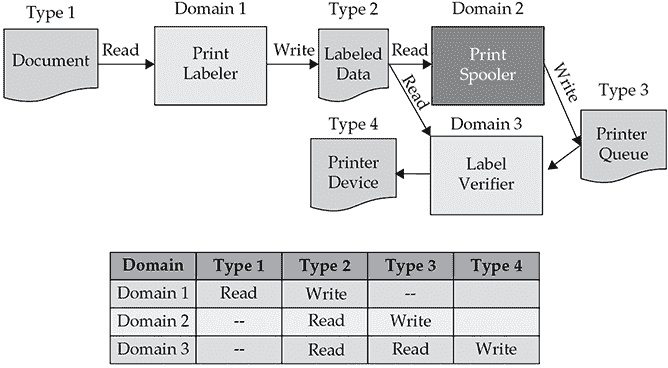 Type 1
Domain 1
Type 2
Domain 2
Document
Read
Print
Labeler
Write
Labeled
Data
Read
Print
Spooler
Read
Write
Type 3
Type 4
Domain 3
Printer
Queue
Printer
Device
Label
Verifier
Domain Type 1 Type 2 Type 3 Type 4
Domain 1 Read Write --
Domain 2 -- Read Write
Domain 3 -- Read Read Write